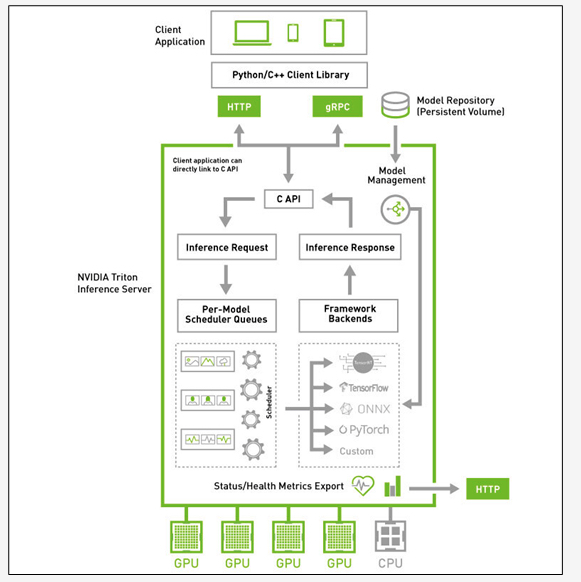 Client
Application
Python/C++ Client Library
HTTP
gRPC
Model Repository
(Persistent Volume)
Client application can
directly link to C API
Model
Management
C API
Inference Request
Inference Response
NVIDIA Triton
Inference Server
Per-Model
Scheduler Queues
Framework
Backends
Scheduler
TensorRT
TensorFlow
ONNX
PyTorch
Custom
Status/Health Metrics Export
HTTP
GPU
GPU
GPU
GPU
CPU